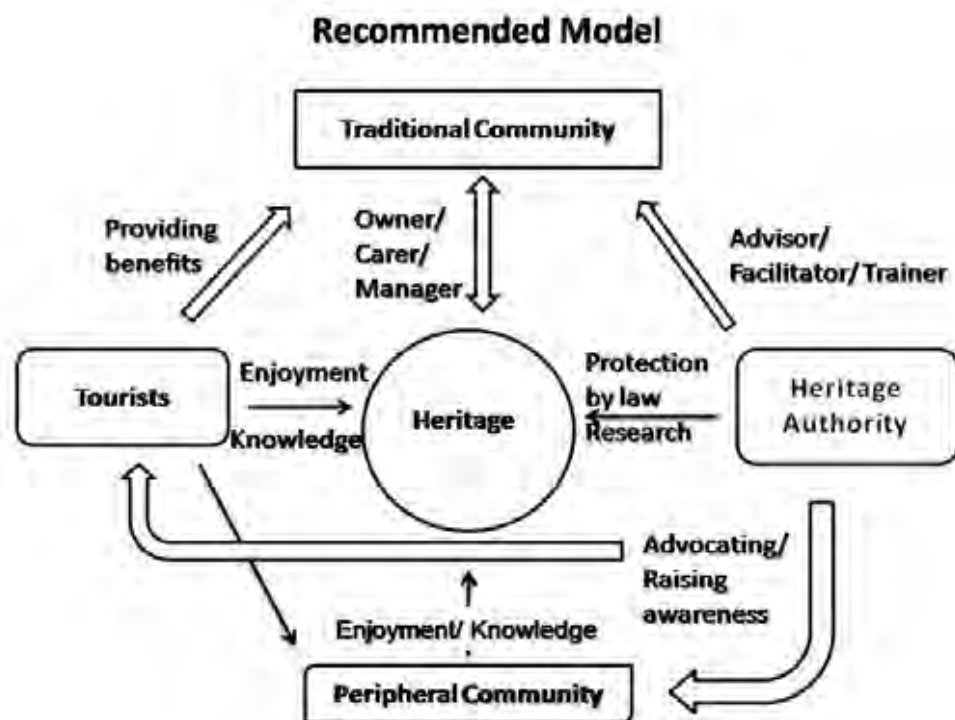 Recommended Model
Traditional Community
Providing
benefits
Owner/
Carer/
Manager
Advisor/
Facilitator/ Trainer
Tourists
Enjoyment
Knowledge
Heritage
Protection
by law
Research
Heritage
Authority
Advocating/
Raising
awareness
Enjoyment/ Knowledge
Peripheral Community